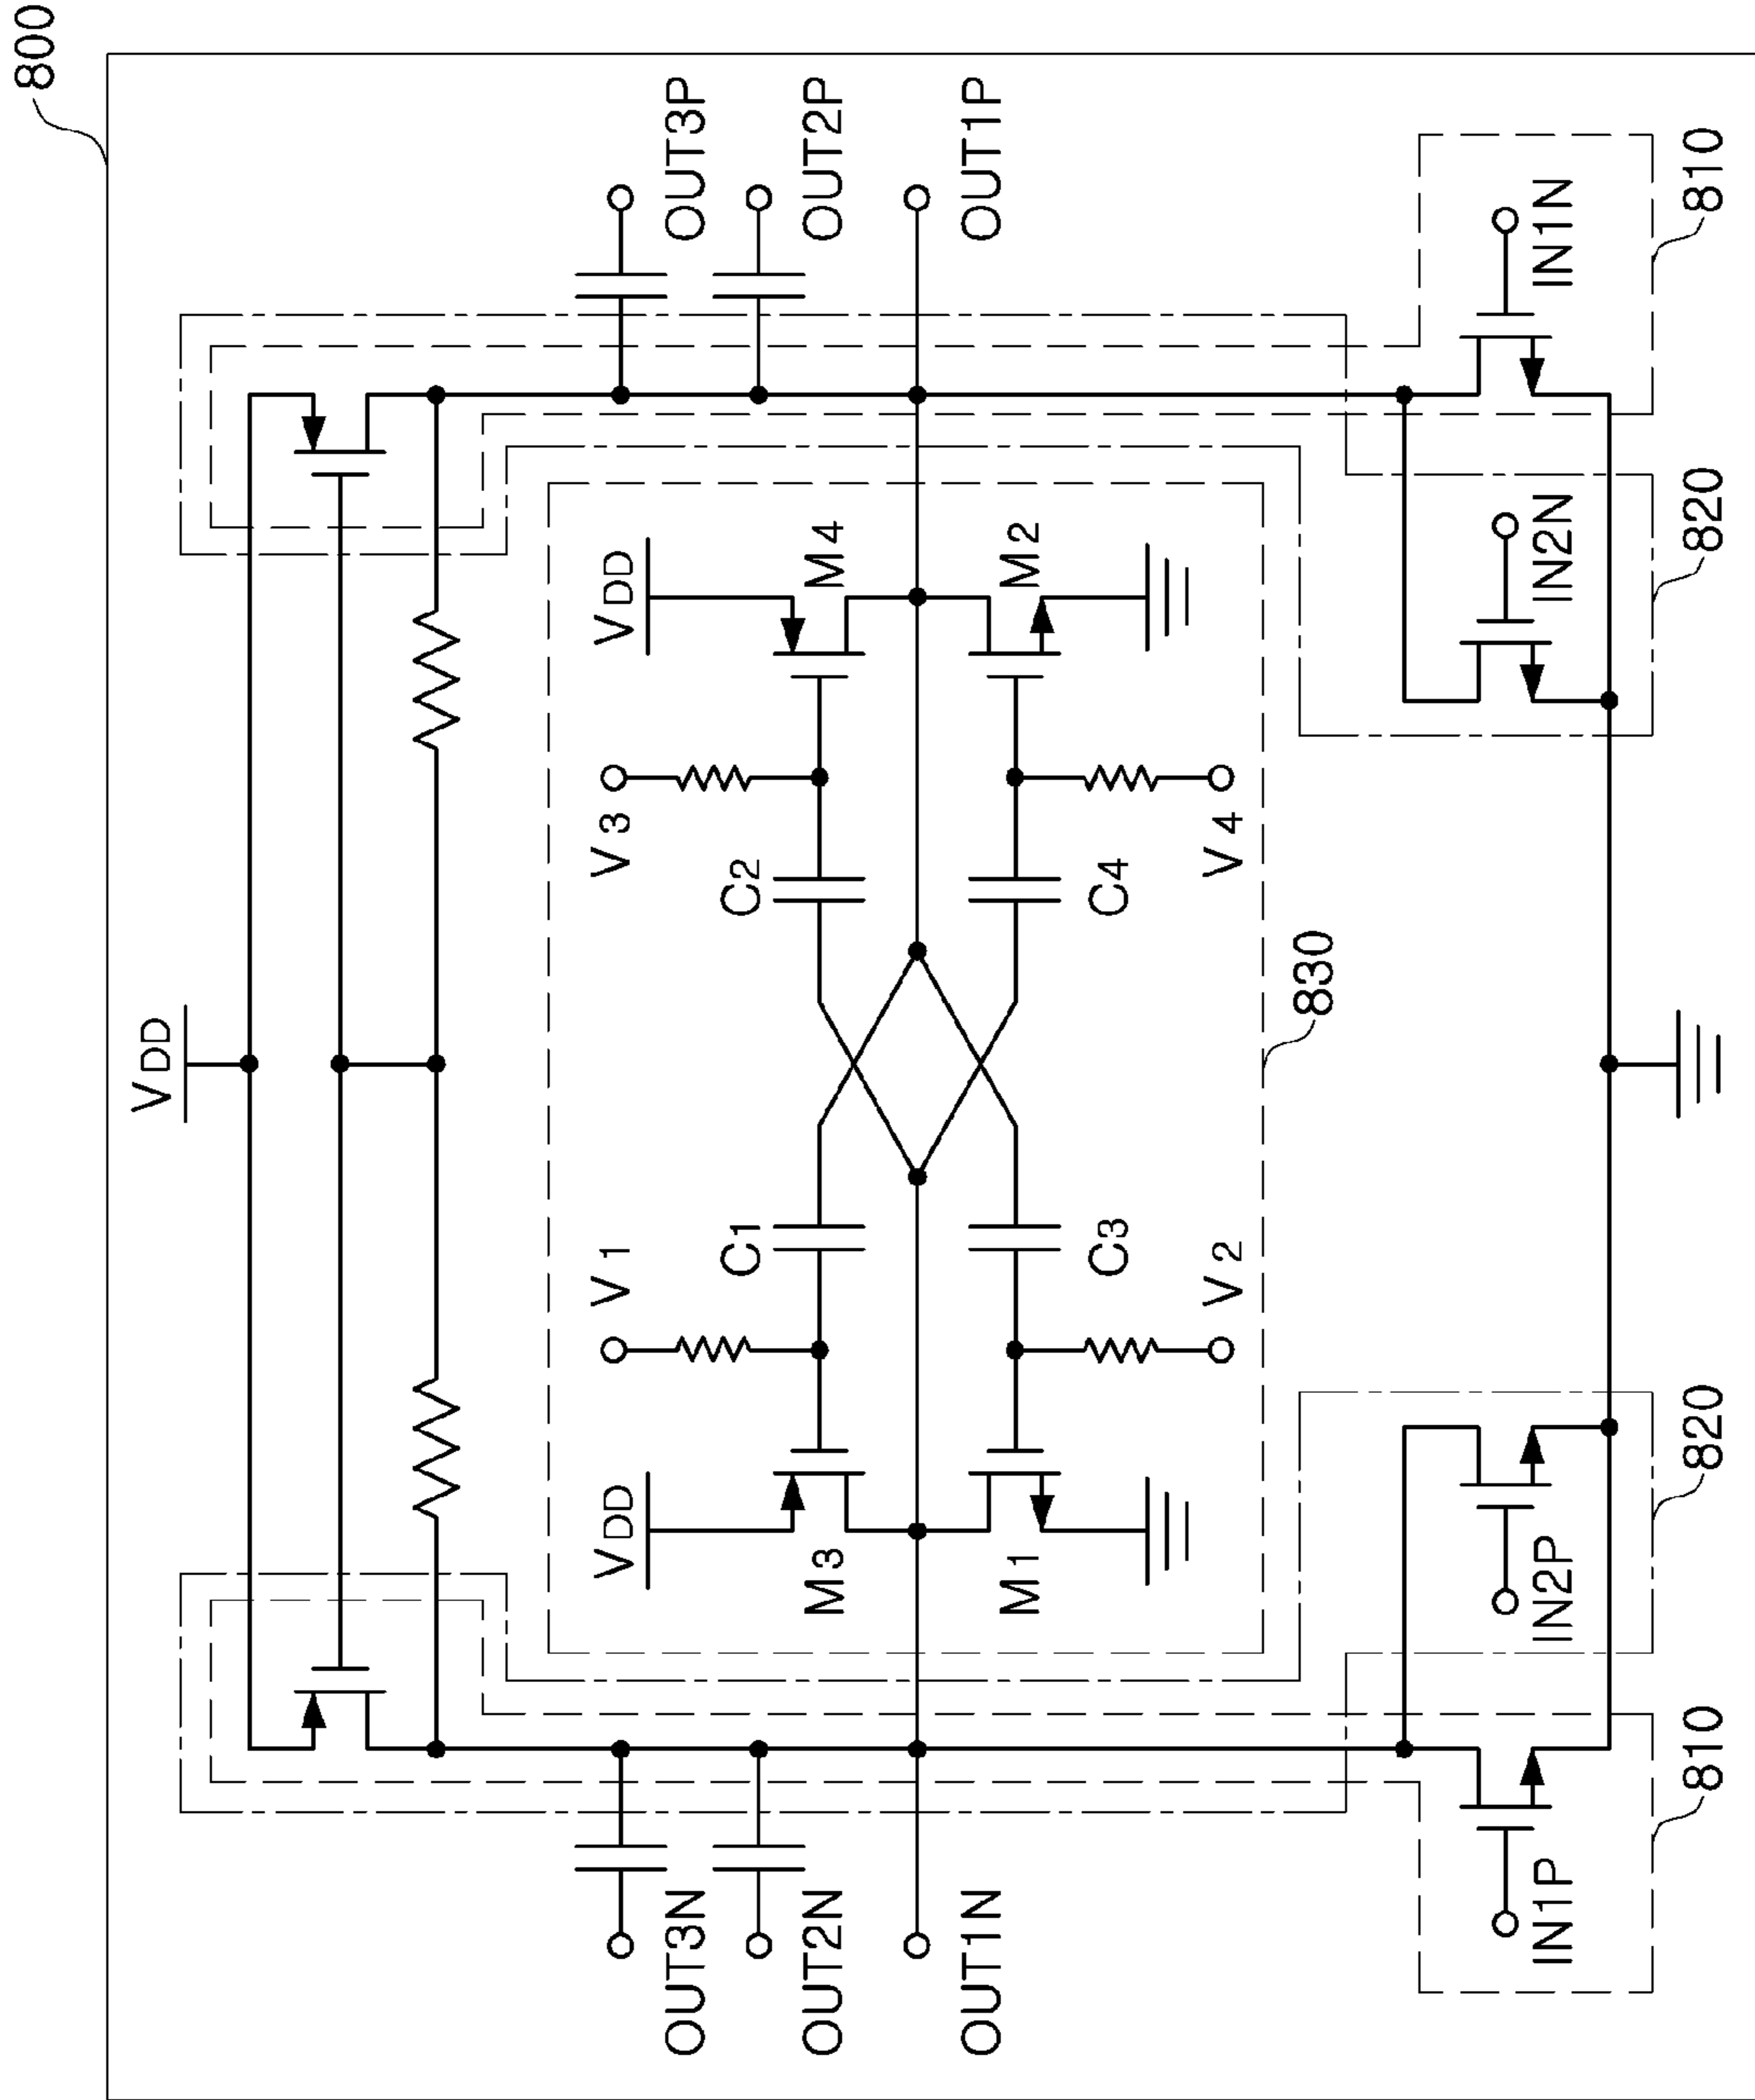 800
VDD
OUT3N
OUT3P
OUT2N
OUT2P
OUT1N
OUT1P
VDD
V1
V3
VDD
M3
C1
C2
M4
M1
C3
C4
M2
V2
V4
830
IN1P
IN2P
IN2N
IN1N
810
820
820
810